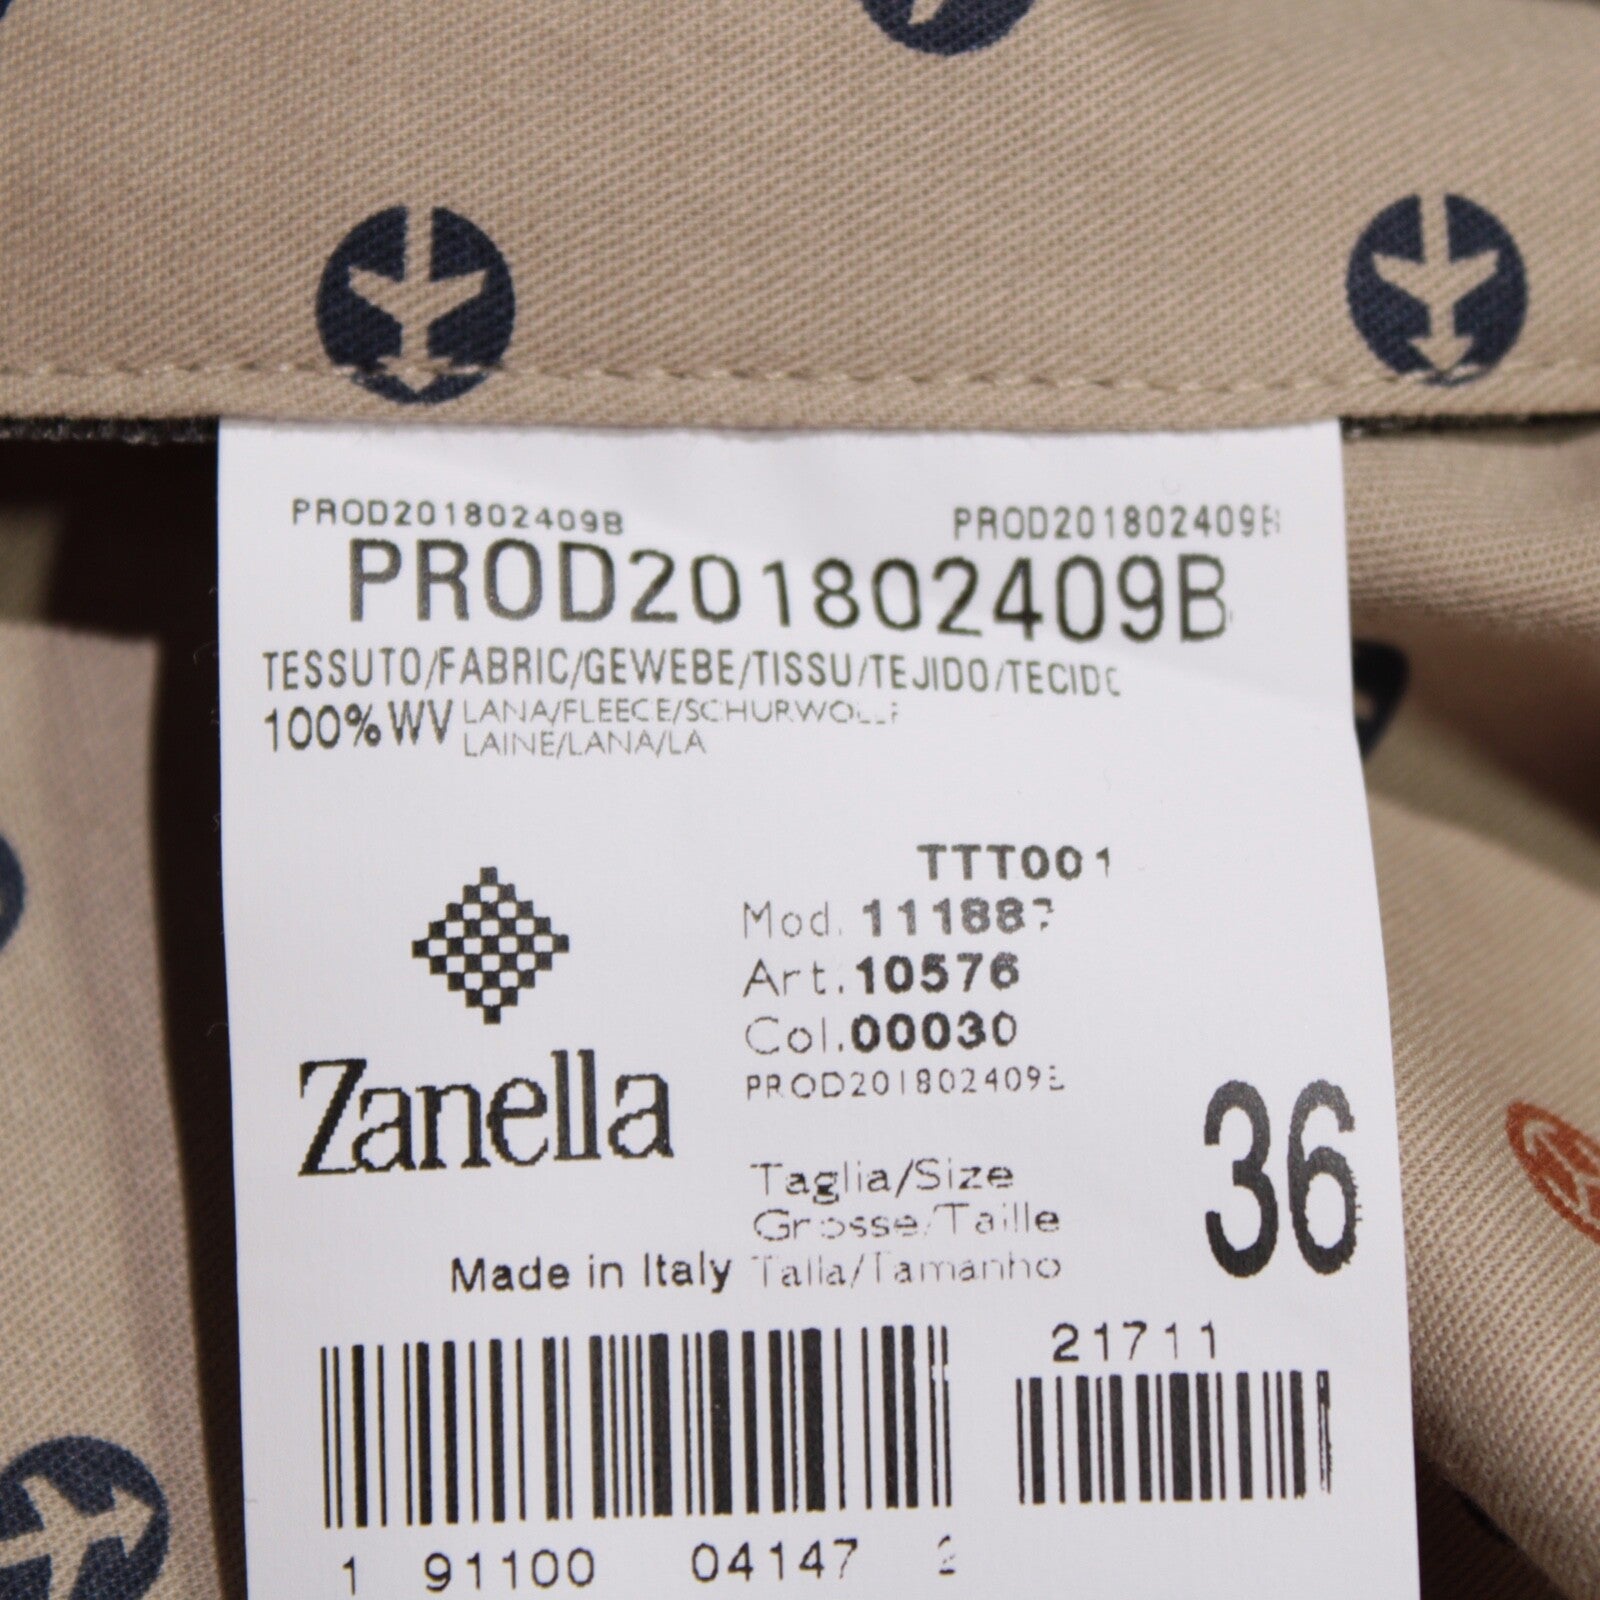 PROD201802409B PROD201802409B
PROD201802409B
TESSUTO/FABRIC/GEWEBE/TISSU/TEJIDO/TECIDO
100% WV LANA/FLEECE/SCHURWOLLE
LAINE/LANA/LA
TTT001
Mod. 111887
Art. 10576
Col. 00030
PROD201802409B
Zanella
36
Taglia/Size
Grosse/Taille
Made in Italy Talla/Tamanho
21711
1 91100 04147